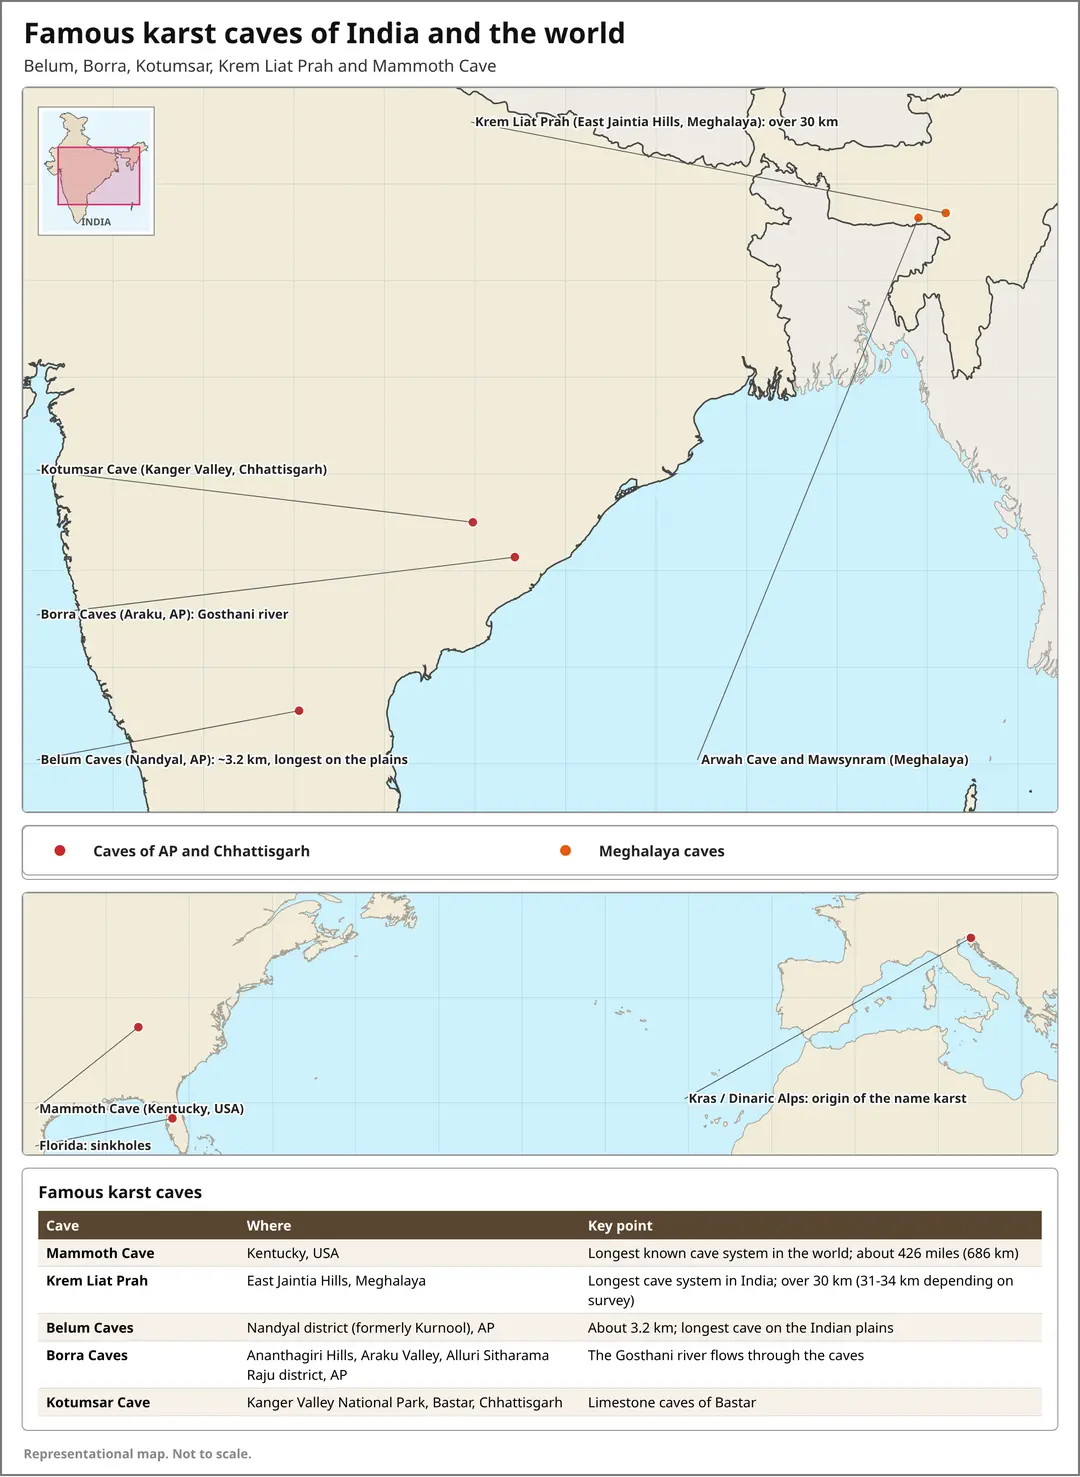 Famous karst caves of India and the world
Belum, Borra, Kotumsar, Krem Liat Prah and Mammoth Cave
INDIA
Krem Liat Prah (East Jaintia Hills, Meghalaya): over 30 km
Kotumsar Cave (Kanger Valley, Chhattisgarh)
Borra Caves (Araku, AP): Gosthani river
Belum Caves (Nandyal, AP): ~3.2 km, longest on the plains
Arwah Cave and Mawsynram (Meghalaya)
Caves of AP and Chhattisgarh
Meghalaya caves
Mammoth Cave (Kentucky, USA)
Florida: sinkholes
Kras / Dinaric Alps: origin of the name karst
Famous karst caves
Cave Where Key point
Mammoth Cave Kentucky, USA Longest known cave system in the world; about 426 miles (686 km)
Krem Liat Prah East Jaintia Hills, Meghalaya Longest cave system in India; over 30 km (31-34 km depending on
survey)
Belum Caves Nandyal district (formerly Kurnool), AP About 3.2 km; longest cave on the Indian plains
Borra Caves Ananthagiri Hills, Araku Valley, Alluri Sitharama The Gosthani river flows through the caves
Raju district, AP
Kotumsar Cave Kanger Valley National Park, Bastar, Chhattisgarh Limestone caves of Bastar
Representational map. Not to scale.